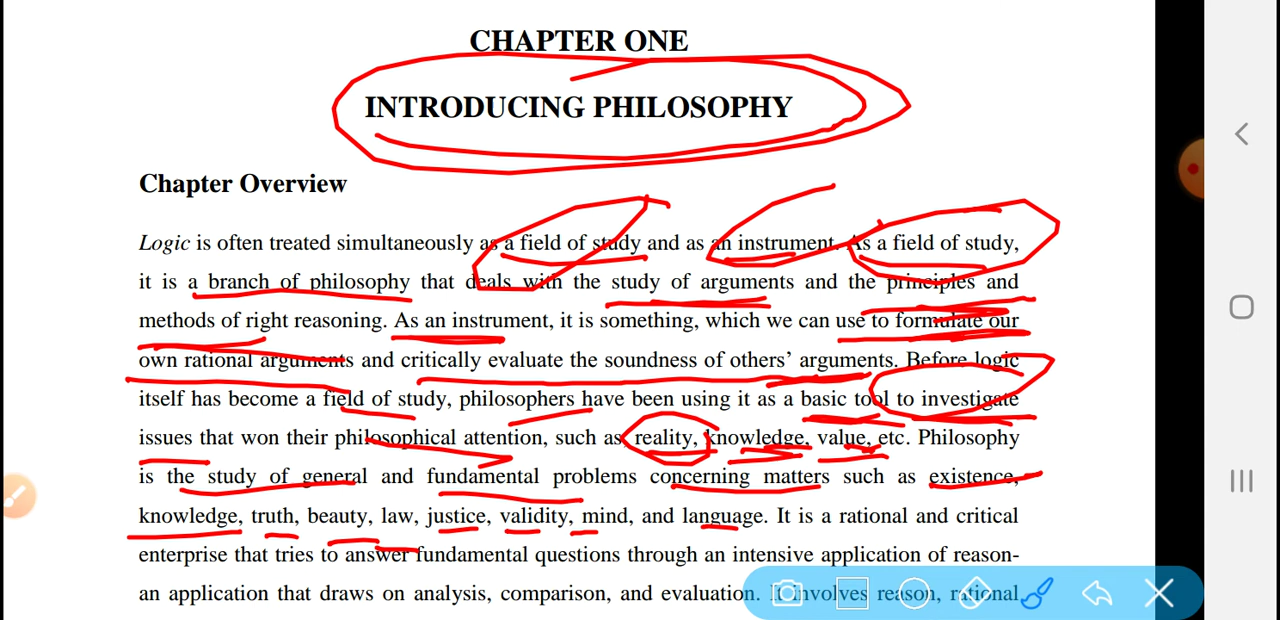 CHAPTER ONE
INTRODUCING PHILOSOPHY
Chapter Overview
Logic is often treated simultaneously as a field of study and as an instrument. As a field of study,
it is a branch of philosophy that deals with the study of arguments and the principles and
methods of right reasoning. As an instrument, it is something, which we can use to formulate our
own rational arguments and critically evaluate the soundness of others’ arguments. Before logic
itself has become a field of study, philosophers have been using it as a basic tool to investigate
issues that won their philosophical attention, such as reality, knowledge, value, etc. Philosophy
is the study of general and fundamental problems concerning matters such as existence,
knowledge, truth, beauty, law, justice, validity, mind, and language. It is a rational and critical
enterprise that tries to answer fundamental questions through an intensive application of reason-
an application that draws on analysis, comparison, and evaluation. It involves reason, rational